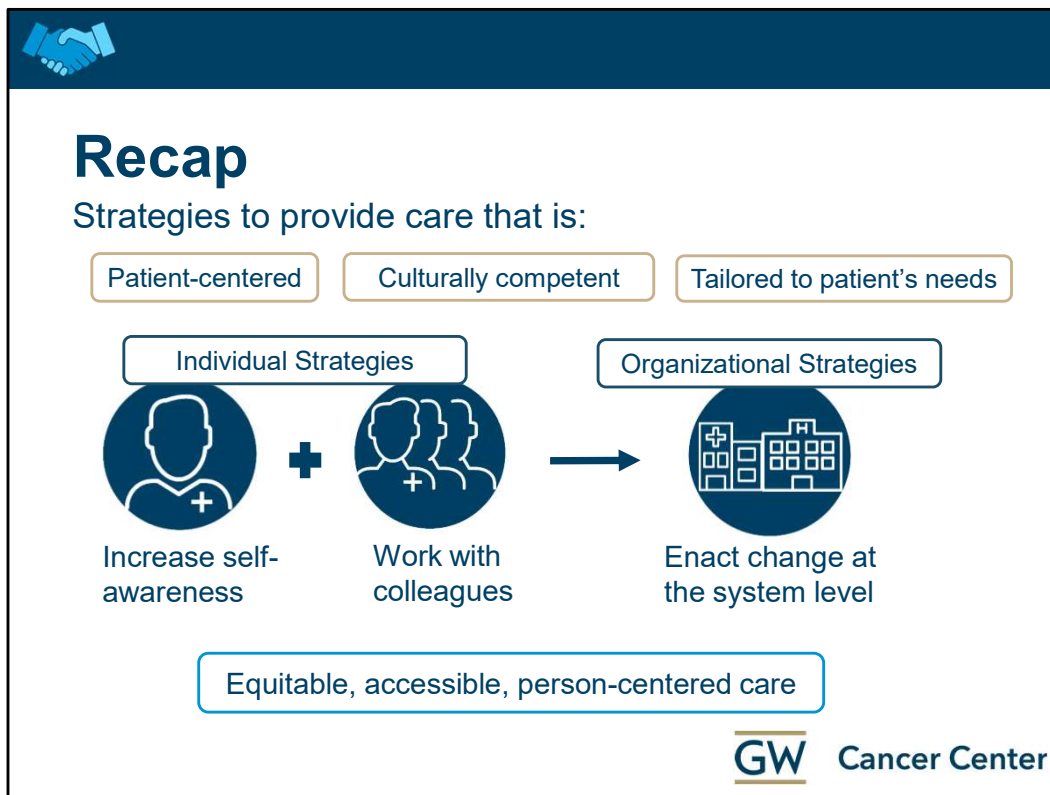 Recap
Strategies to provide care that is:
Patient-centered
Culturally competent
Tailored to patient's needs
Individual Strategies
Organizational Strategies
H
Increase self-
awareness
Work with
colleagues
Enact change at
the system level
Equitable, accessible, person-centered care
GW Cancer Center